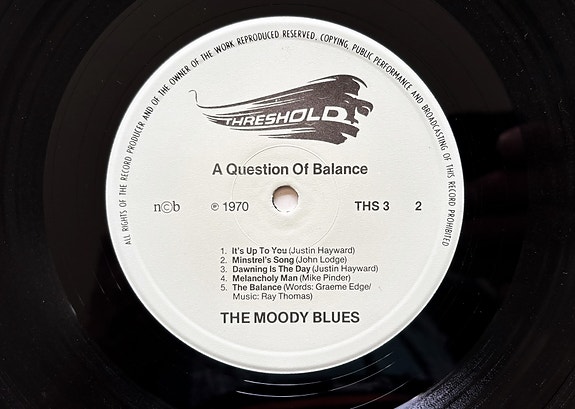 ALL RIGHTS OF THE RECORD PRODUCER AND OF THE OWNER OF THE WORK REPRODUCED RESERVED. COPYING, PUBLIC PERFORMANCE AND BROADCASTING OF THIS RECORD PROHIBITED
THRESHOLD
A Question Of Balance
n©b ℗ 1970 THS 3 2
1. It's Up To You (Justin Hayward)
2. Minstrel's Song (John Lodge)
3. Dawning Is The Day (Justin Hayward)
4. Melancholy Man (Mike Pinder)
5. The Balance (Words: Graeme Edge/
Music: Ray Thomas)
THE MOODY BLUES